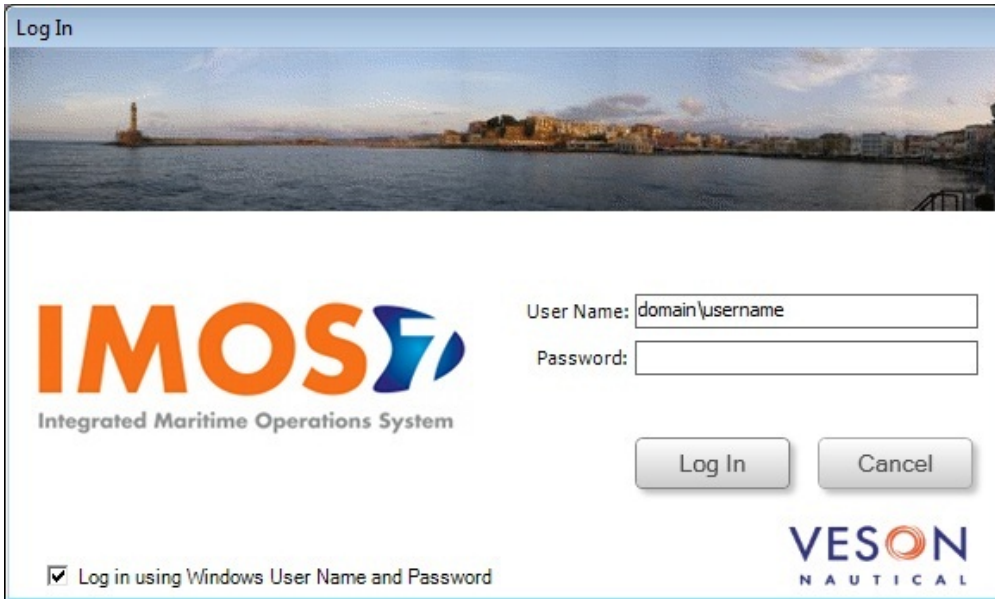 Log In
IMOS7
Integrated Maritime Operations System
User Name: domain\username
Password:
Log In
Cancel
VESON
NAUTICAL
Log in using Windows User Name and Password